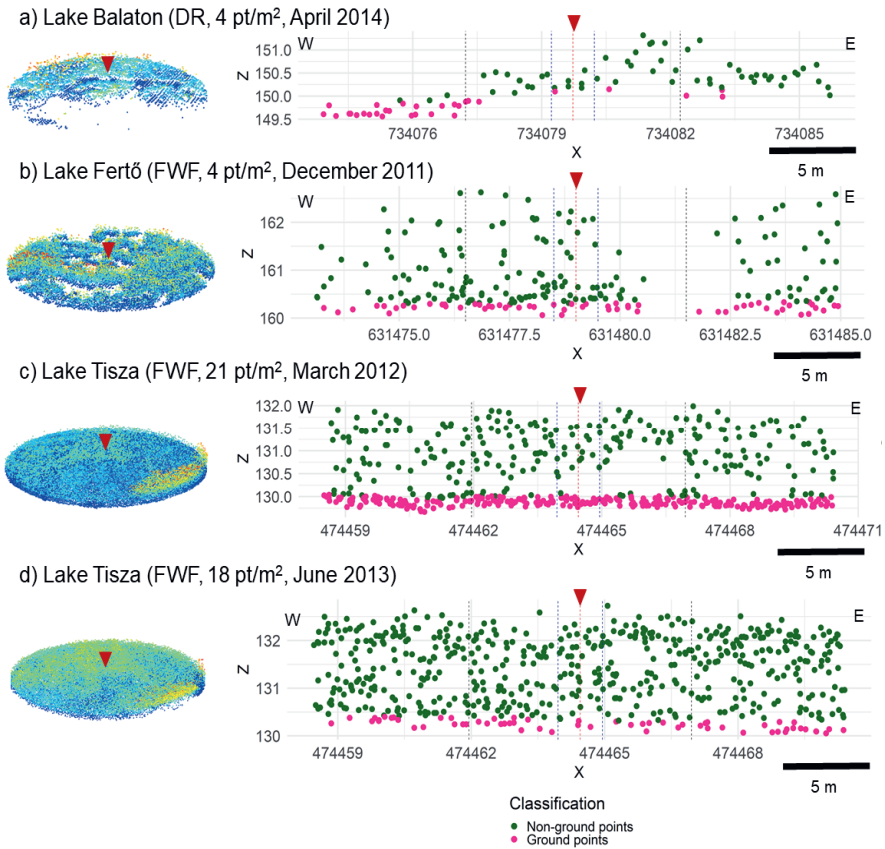 a) Lake Balaton (DR, 4 pt/m², April 2014)
W E
Z
151.0
150.5
150.0
149.5
734076 734079 734082 734085
X
5 m
b) Lake Fertő (FWF, 4 pt/m², December 2011)
W E
Z
162
161
160
631475.0 631477.5 631480.0 631482.5 631485.0
X
5 m
c) Lake Tisza (FWF, 21 pt/m², March 2012)
W E
Z
132.0
131.5
131.0
130.5
130.0
474459 474462 474465 474468 474471
X
5 m
d) Lake Tisza (FWF, 18 pt/m², June 2013)
W E
Z
132
131
130
474459 474462 474465 474468
X
5 m
Classification
Non-ground points
Ground points